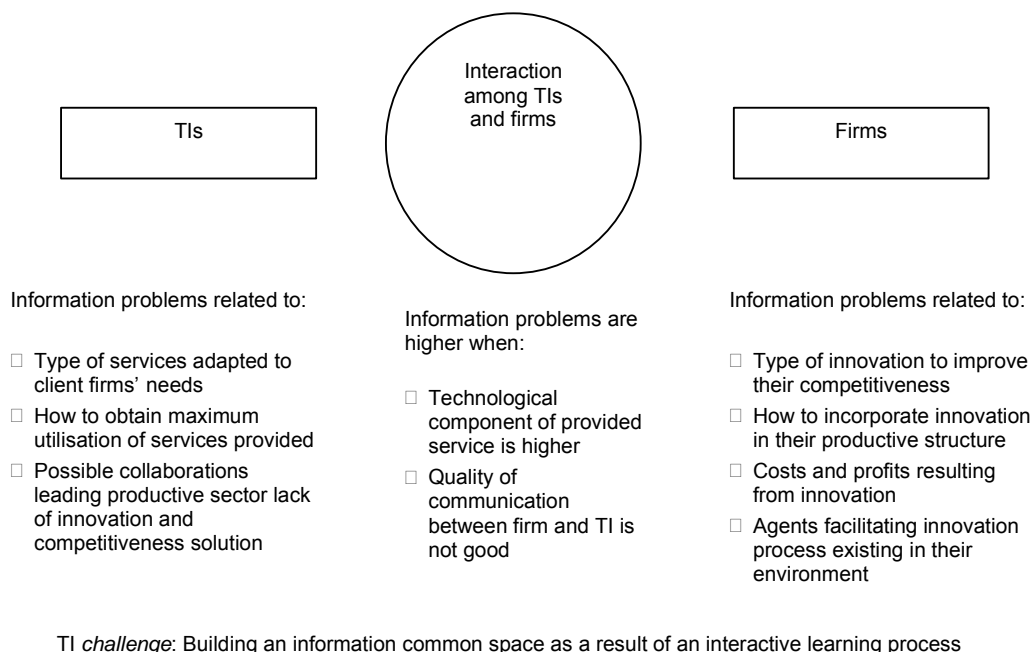 TIs
Interaction
among TIs
and firms
Firms
Information problems related to:
□ Type of services adapted to
client firms’ needs
□ How to obtain maximum
utilisation of services provided
□ Possible collaborations
leading productive sector lack
of innovation and
competitiveness solution
Information problems are
higher when:
□ Technological
component of provided
service is higher
□ Quality of
communication
between firm and TI is
not good
Information problems related to:
□ Type of innovation to improve
their competitiveness
□ How to incorporate innovation
in their productive structure
□ Costs and profits resulting
from innovation
□ Agents facilitating innovation
process existing in their
environment
TI challenge: Building an information common space as a result of an interactive learning process